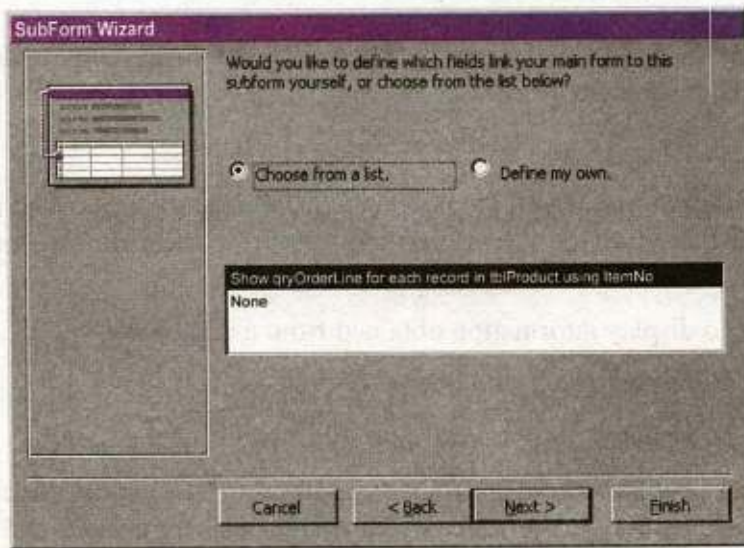 SubForm Wizard
Would you like to define which fields link your main form to this
subform yourself, or choose from the list below?
Choose from a list.
Define my own.
Show qryOrderLine for each record in tblProduct using ItemNo
None
Cancel
< Back
Next >
Finish